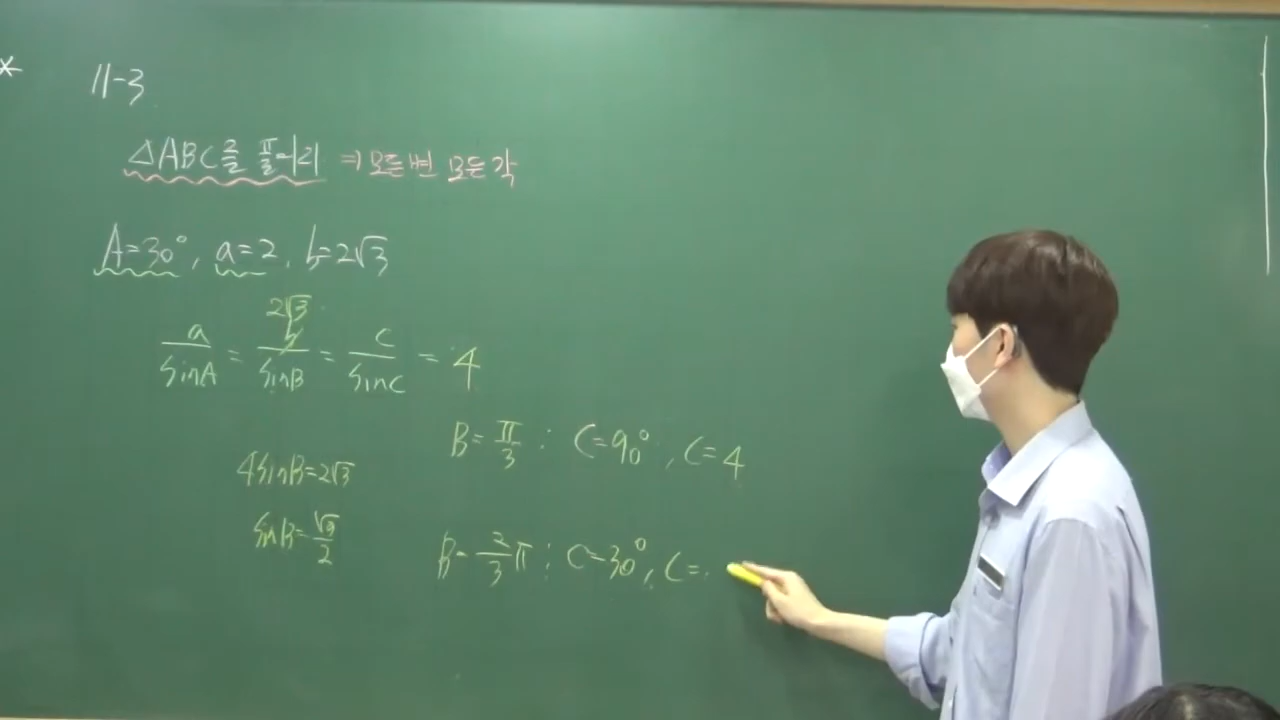 *
11-3
△ABC를 풀어라 ⇒ 모든변 모든각
A=30°, a=2, b=2√3
2√3
a/sinA = b/sinB = c/sinC = 4
B=π/3 : C=90°, c=4
4sinB=2√3
sinB=√3/2
B=2/3π : C=30°, c=